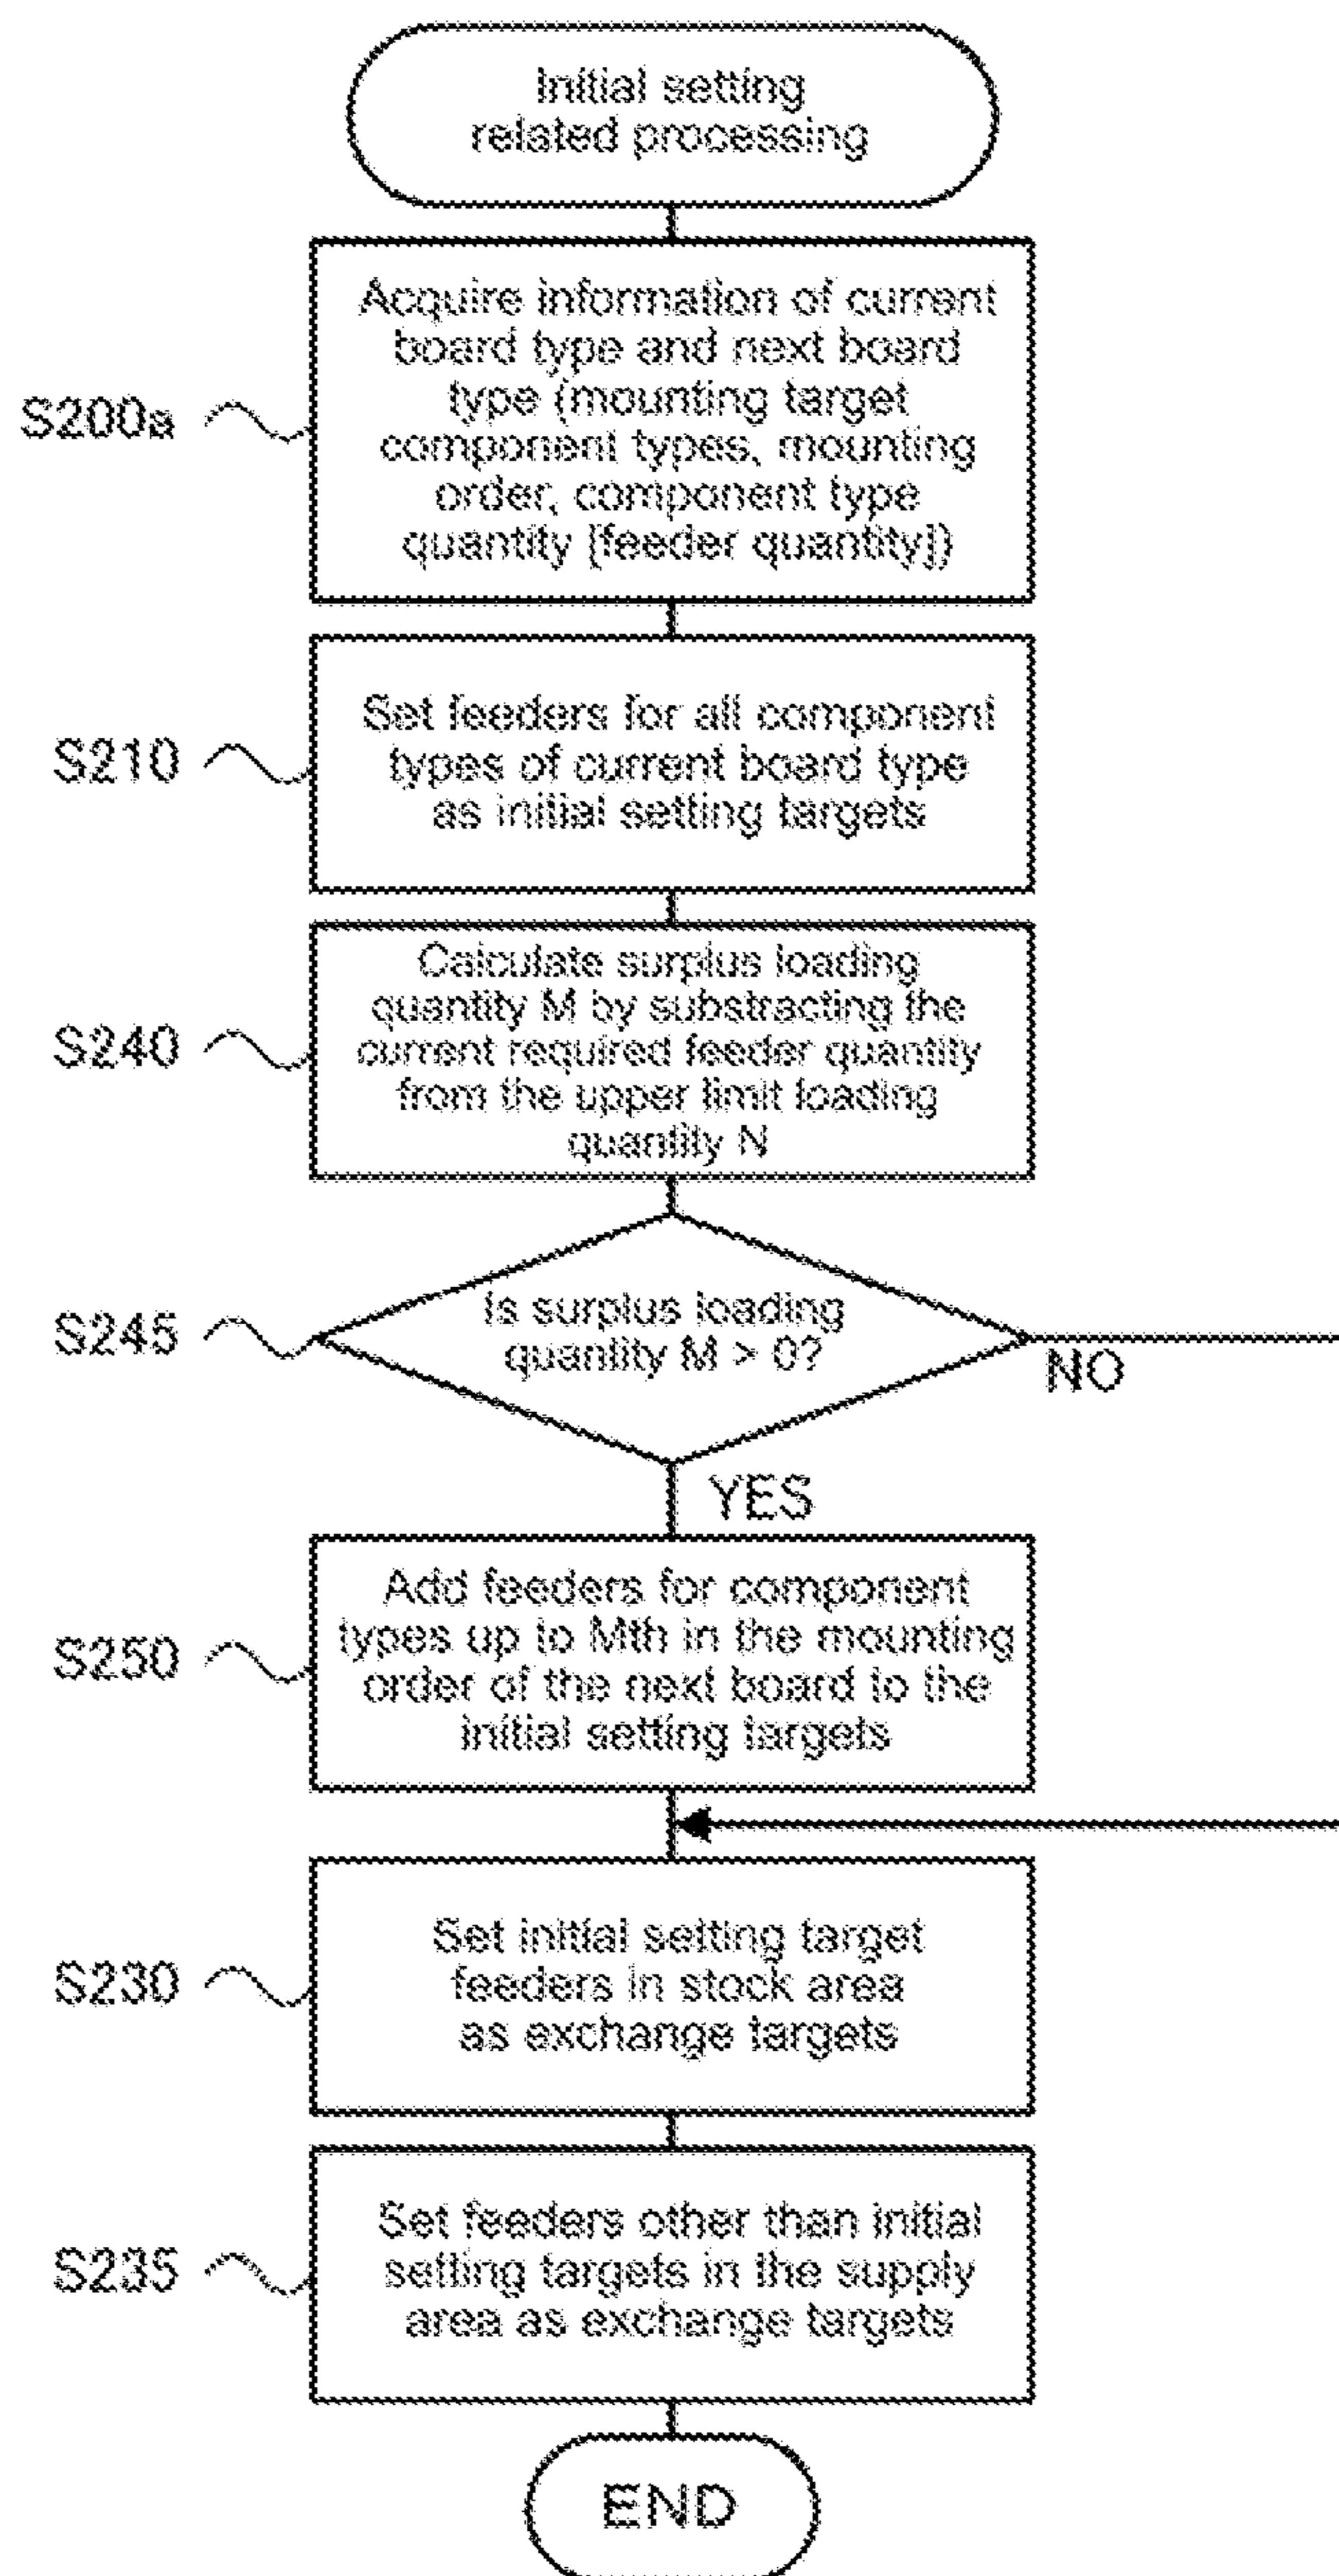 Initial setting
related processing
S200a
Acquire information of current
board type and next board
type (mounting target
component types, mounting
order, component type
quantity [feeder quantity])
S210
Set feeders for all component
types of current board type
as initial setting targets
S240
Calculate surplus loading
quantity M by substracting the
current required feeder quantity
from the upper limit loading
quantity N
S245
Is surplus loading
quantity M > 0?
NO
YES
S250
Add feeders for component
types up to Mth in the mounting
order of the next board to the
initial setting targets
S230
Set initial setting target
feeders in stock area
as exchange targets
S235
Set feeders other than initial
setting targets in the supply
area as exchange targets
END